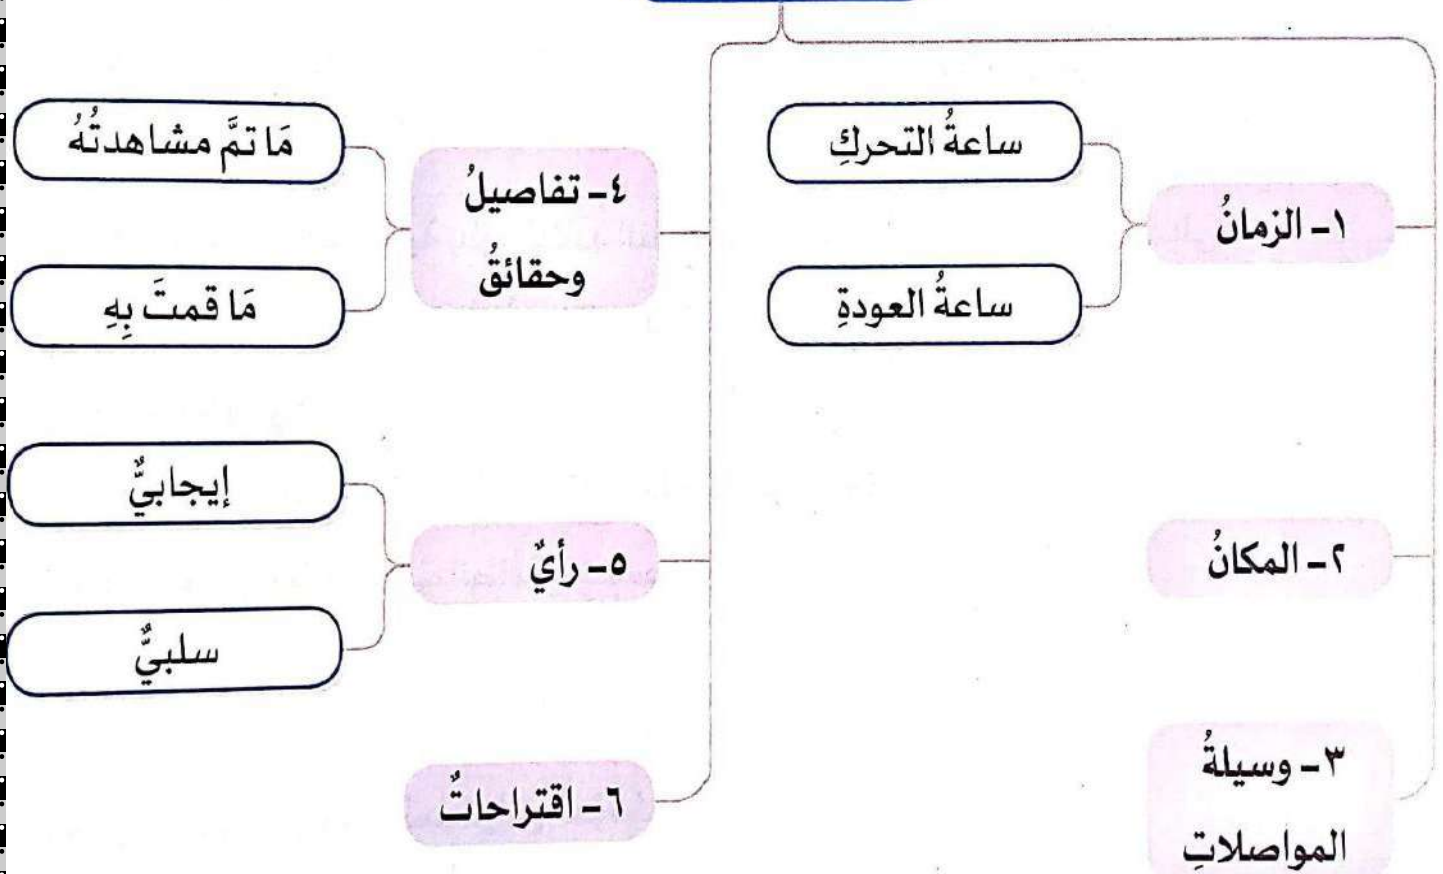 ١- الزمانُ
ساعةُ التحركِ
ساعةُ العودةِ
٢- المكانُ
٣- وسيلةُ
المواصلاتِ
٤- تفاصيلُ
وحقائقُ
مَا تمَّ مشاهدتُهُ
مَا قمتَ بِهِ
٥- رأيٌ
إيجابيٌّ
سلبيٌّ
٦- اقتراحاتٌ